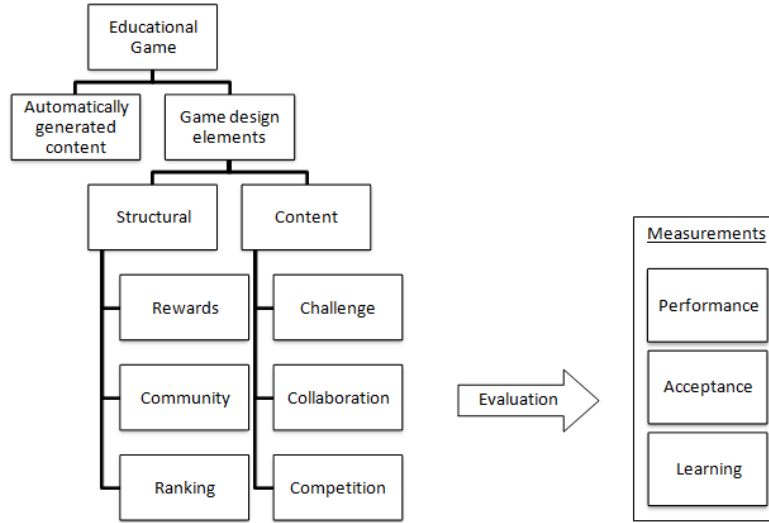 Educational
Game
Automatically
generated
content
Game design
elements
Structural
Content
Rewards
Challenge
Community
Collaboration
Ranking
Competition
Evaluation
Measurements
Performance
Acceptance
Learning